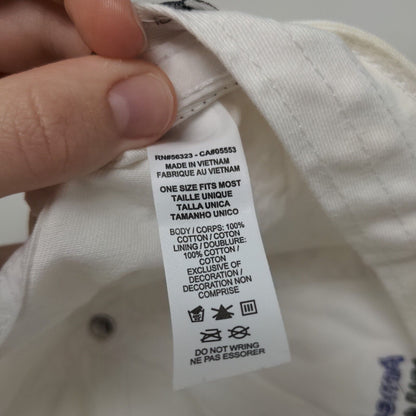 RN#56323 - CA#05553
MADE IN VIETNAM
FABRIQUE AU VIETNAM
ONE SIZE FITS MOST
TAILLE UNIQUE
TALLA UNICA
TAMANHO UNICO
BODY / CORPS: 100%
COTTON / COTON
LINING / DOUBLURE:
100% COTTON /
COTON
EXCLUSIVE OF
DECORATION /
DECORATION NON
COMPRISE
DO NOT WRING
NE PAS ESSORER